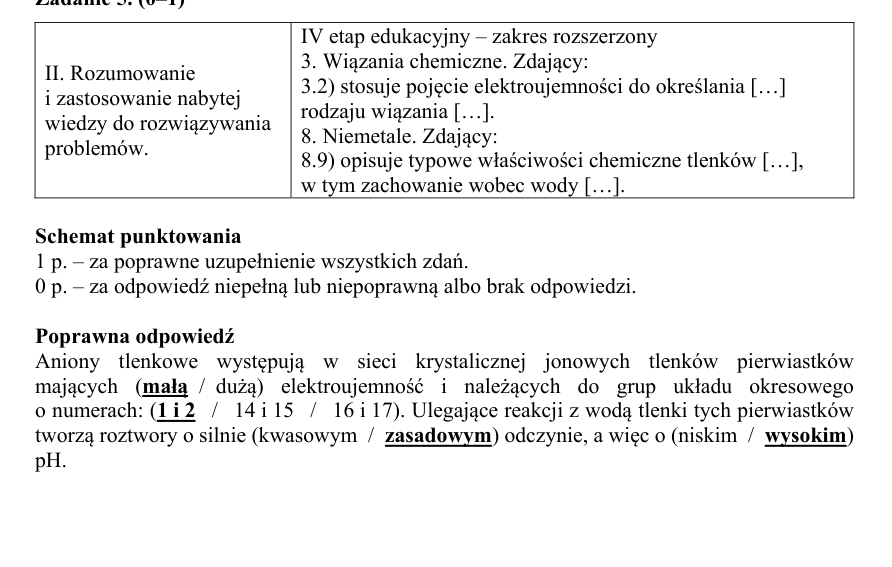 Zadanie 3. (0–1)
II. Rozumowanie
i zastosowanie nabytej
wiedzy do rozwiązywania
problemów.
IV etap edukacyjny – zakres rozszerzony
3. Wiązania chemiczne. Zdający:
3.2) stosuje pojęcie elektroujemności do określania […]
rodzaju wiązania […].
8. Niemetale. Zdający:
8.9) opisuje typowe właściwości chemiczne tlenków […],
w tym zachowanie wobec wody […].
Schemat punktowania
1 p. – za poprawne uzupełnienie wszystkich zdań.
0 p. – za odpowiedź niepełną lub niepoprawną albo brak odpowiedzi.
Poprawna odpowiedź
Aniony tlenkowe występują w sieci krystalicznej jonowych tlenków pierwiastków
mających (małą / dużą) elektroujemność i należących do grup układu okresowego
o numerach: (1 i 2 / 14 i 15 / 16 i 17). Ulegające reakcji z wodą tlenki tych pierwiastków
tworzą roztwory o silnie (kwasowym / zasadowym) odczynie, a więc o (niskim / wysokim)
pH.